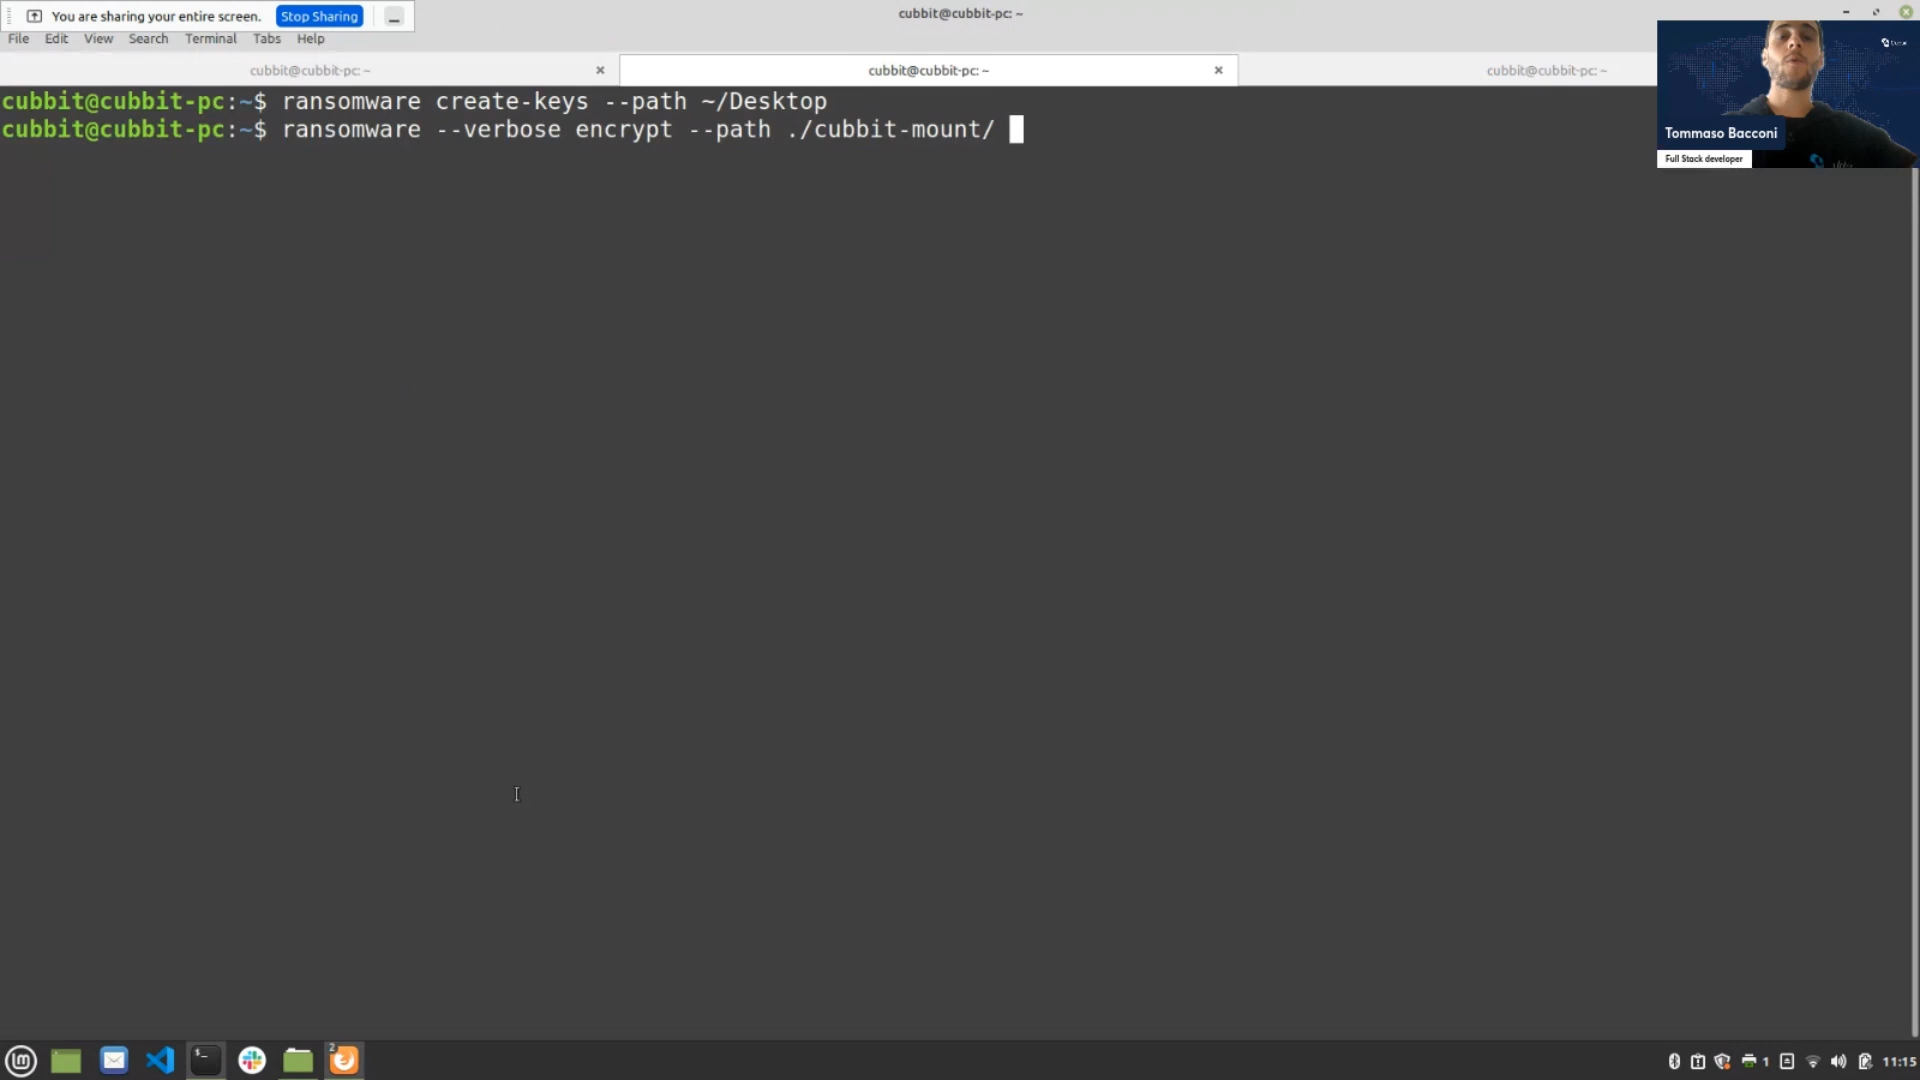 You are sharing your entire screen. Stop Sharing
cubbit@cubbit-pc: ~
File Edit View Search Terminal Tabs Help
cubbit@cubbit-pc: ~ cubbit@cubbit-pc: ~ cubbit@cubbit-pc: ~
cubbit@cubbit-pc:~$ ransomware create-keys --path ~/Desktop
cubbit@cubbit-pc:~$ ransomware --verbose encrypt --path ./cubbit-mount/
Tommaso Bacconi
Full Stack developer
2
1
11:15